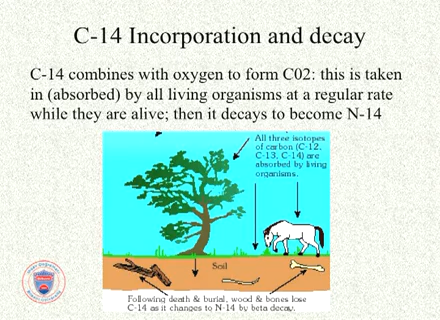 C-14 Incorporation and decay
C-14 combines with oxygen to form C02: this is taken
in (absorbed) by all living organisms at a regular rate
while they are alive; then it decays to become N-14
All three isotopes
of carbon (C-12,
C-13, C-14) are
absorbed by living
organisms.
Soil
Following death & burial, wood & bones lose
C-14 as it changes to N-14 by beta decay.